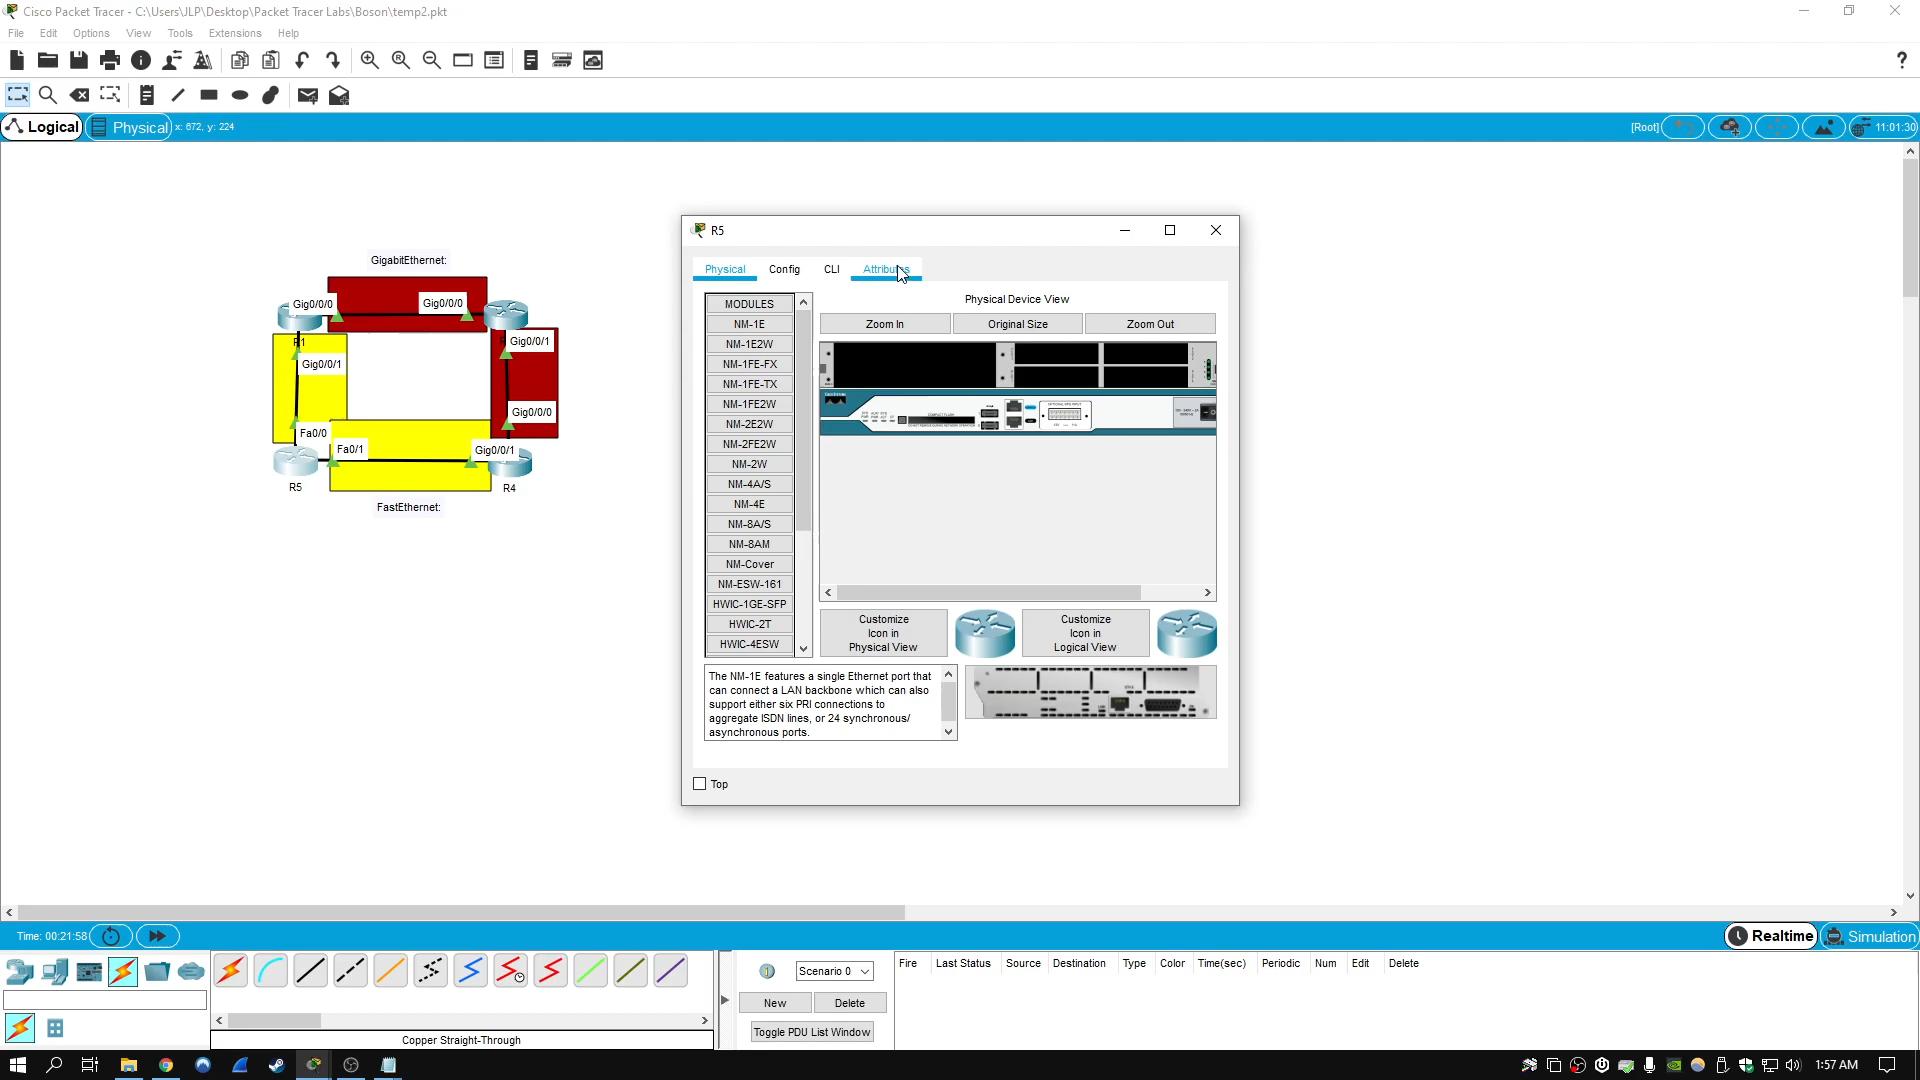 Cisco Packet Tracer - C:\Users\JLP\Desktop\Packet Tracer Labs\Boson\temp2.pkt
File Edit Options View Tools Extensions Help
?
Logical Physical x: 672, y: 224 [Root] 11:01:30
GigabitEthernet:
Gig0/0/0 Gig0/0/0
R1 Gig0/0/1
Gig0/0/1
Gig0/0/0
Fa0/0
Fa0/1 Gig0/0/1
R5 R4
FastEthernet:
R5
Physical Config CLI Attributes
MODULES
NM-1E
NM-1E2W
NM-1FE-FX
NM-1FE-TX
NM-1FE2W
NM-2E2W
NM-2FE2W
NM-2W
NM-4A/S
NM-4E
NM-8A/S
NM-8AM
NM-Cover
NM-ESW-161
HWIC-1GE-SFP
HWIC-2T
HWIC-4ESW
Physical Device View
Zoom In Original Size Zoom Out
Customize
Icon in
Physical View
Customize
Icon in
Logical View
The NM-1E features a single Ethernet port that
can connect a LAN backbone which can also
support either six PRI connections to
aggregate ISDN lines, or 24 synchronous/
asynchronous ports.
Top
Time: 00:21:58 Realtime Simulation
Scenario 0
New Delete
Toggle PDU List Window
Fire Last Status Source Destination Type Color Time(sec) Periodic Num Edit Delete
Copper Straight-Through
1:57 AM